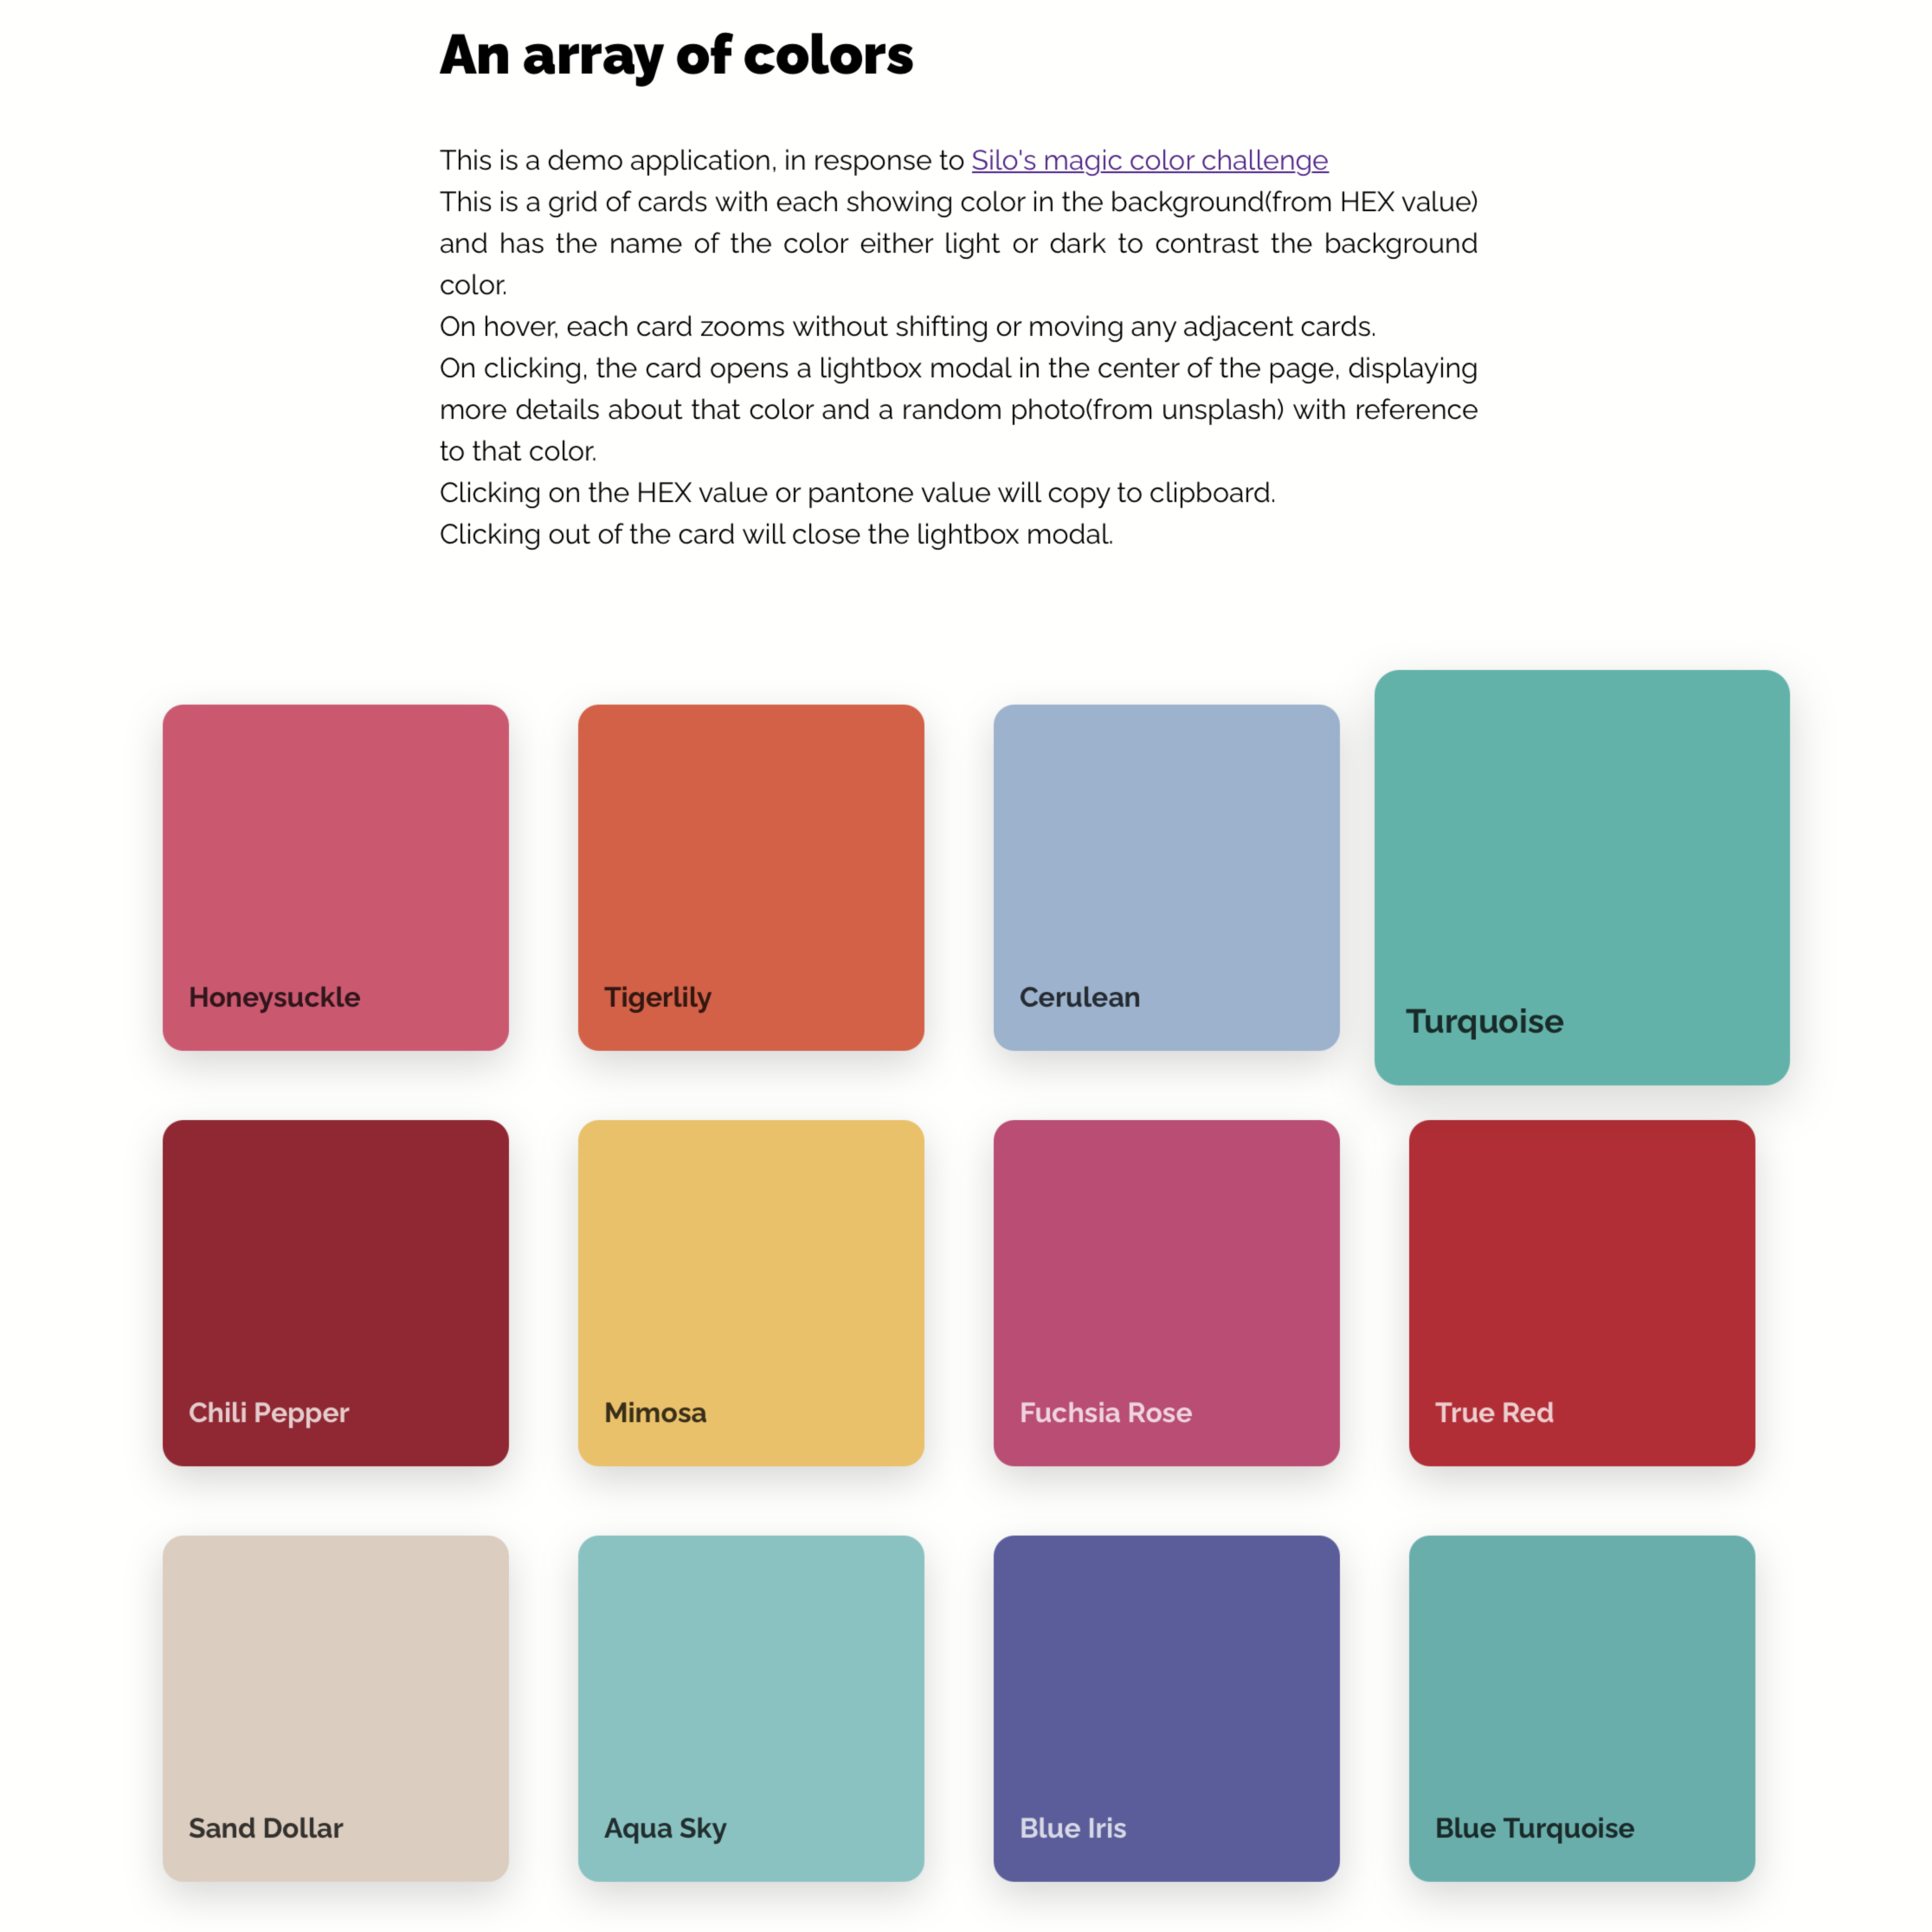 An array of colors
This is a demo application, in response to Silo's magic color challenge
This is a grid of cards with each showing color in the background(from HEX value)
and has the name of the color either light or dark to contrast the background
color.
On hover, each card zooms without shifting or moving any adjacent cards.
On clicking, the card opens a lightbox modal in the center of the page, displaying
more details about that color and a random photo(from unsplash) with reference
to that color.
Clicking on the HEX value or pantone value will copy to clipboard.
Clicking out of the card will close the lightbox modal.
Honeysuckle
Tigerlily
Cerulean
Turquoise
Chili Pepper
Mimosa
Fuchsia Rose
True Red
Sand Dollar
Aqua Sky
Blue Iris
Blue Turquoise